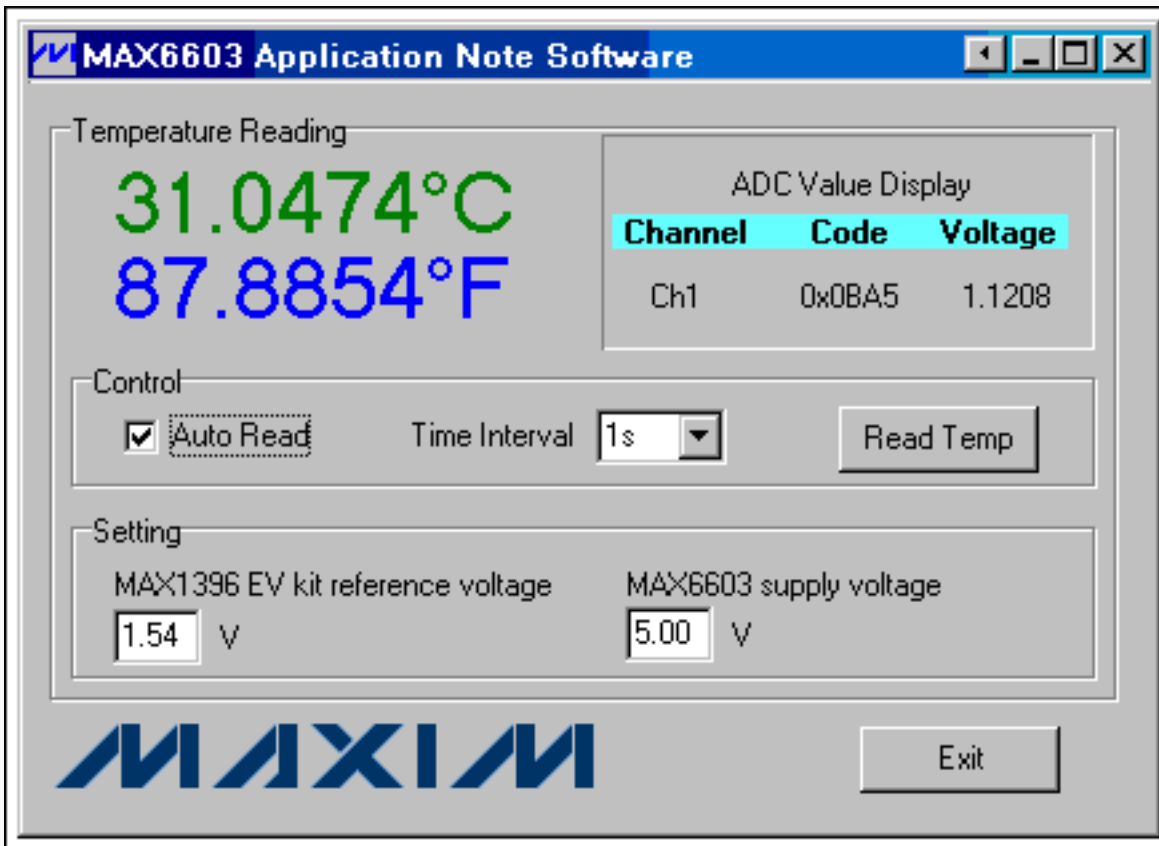 MAX6603 Application Note Software
Temperature Reading
31.0474°C
87.8854°F
ADC Value Display
Channel Code Voltage
Ch1 0x0BA5 1.1208
Control
Auto Read Time Interval 1s Read Temp
Setting
MAX1396 EV kit reference voltage MAX6603 supply voltage
1.54 V 5.00 V
MAXIM Exit